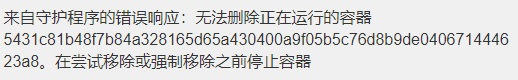 来自守护程序的错误响应：无法删除正在运行的容器
5431c81b48f7b84a328165d65a430400a9f05b5c76d8b9de0406714446
23a8。在尝试移除或强制移除之前停止容器